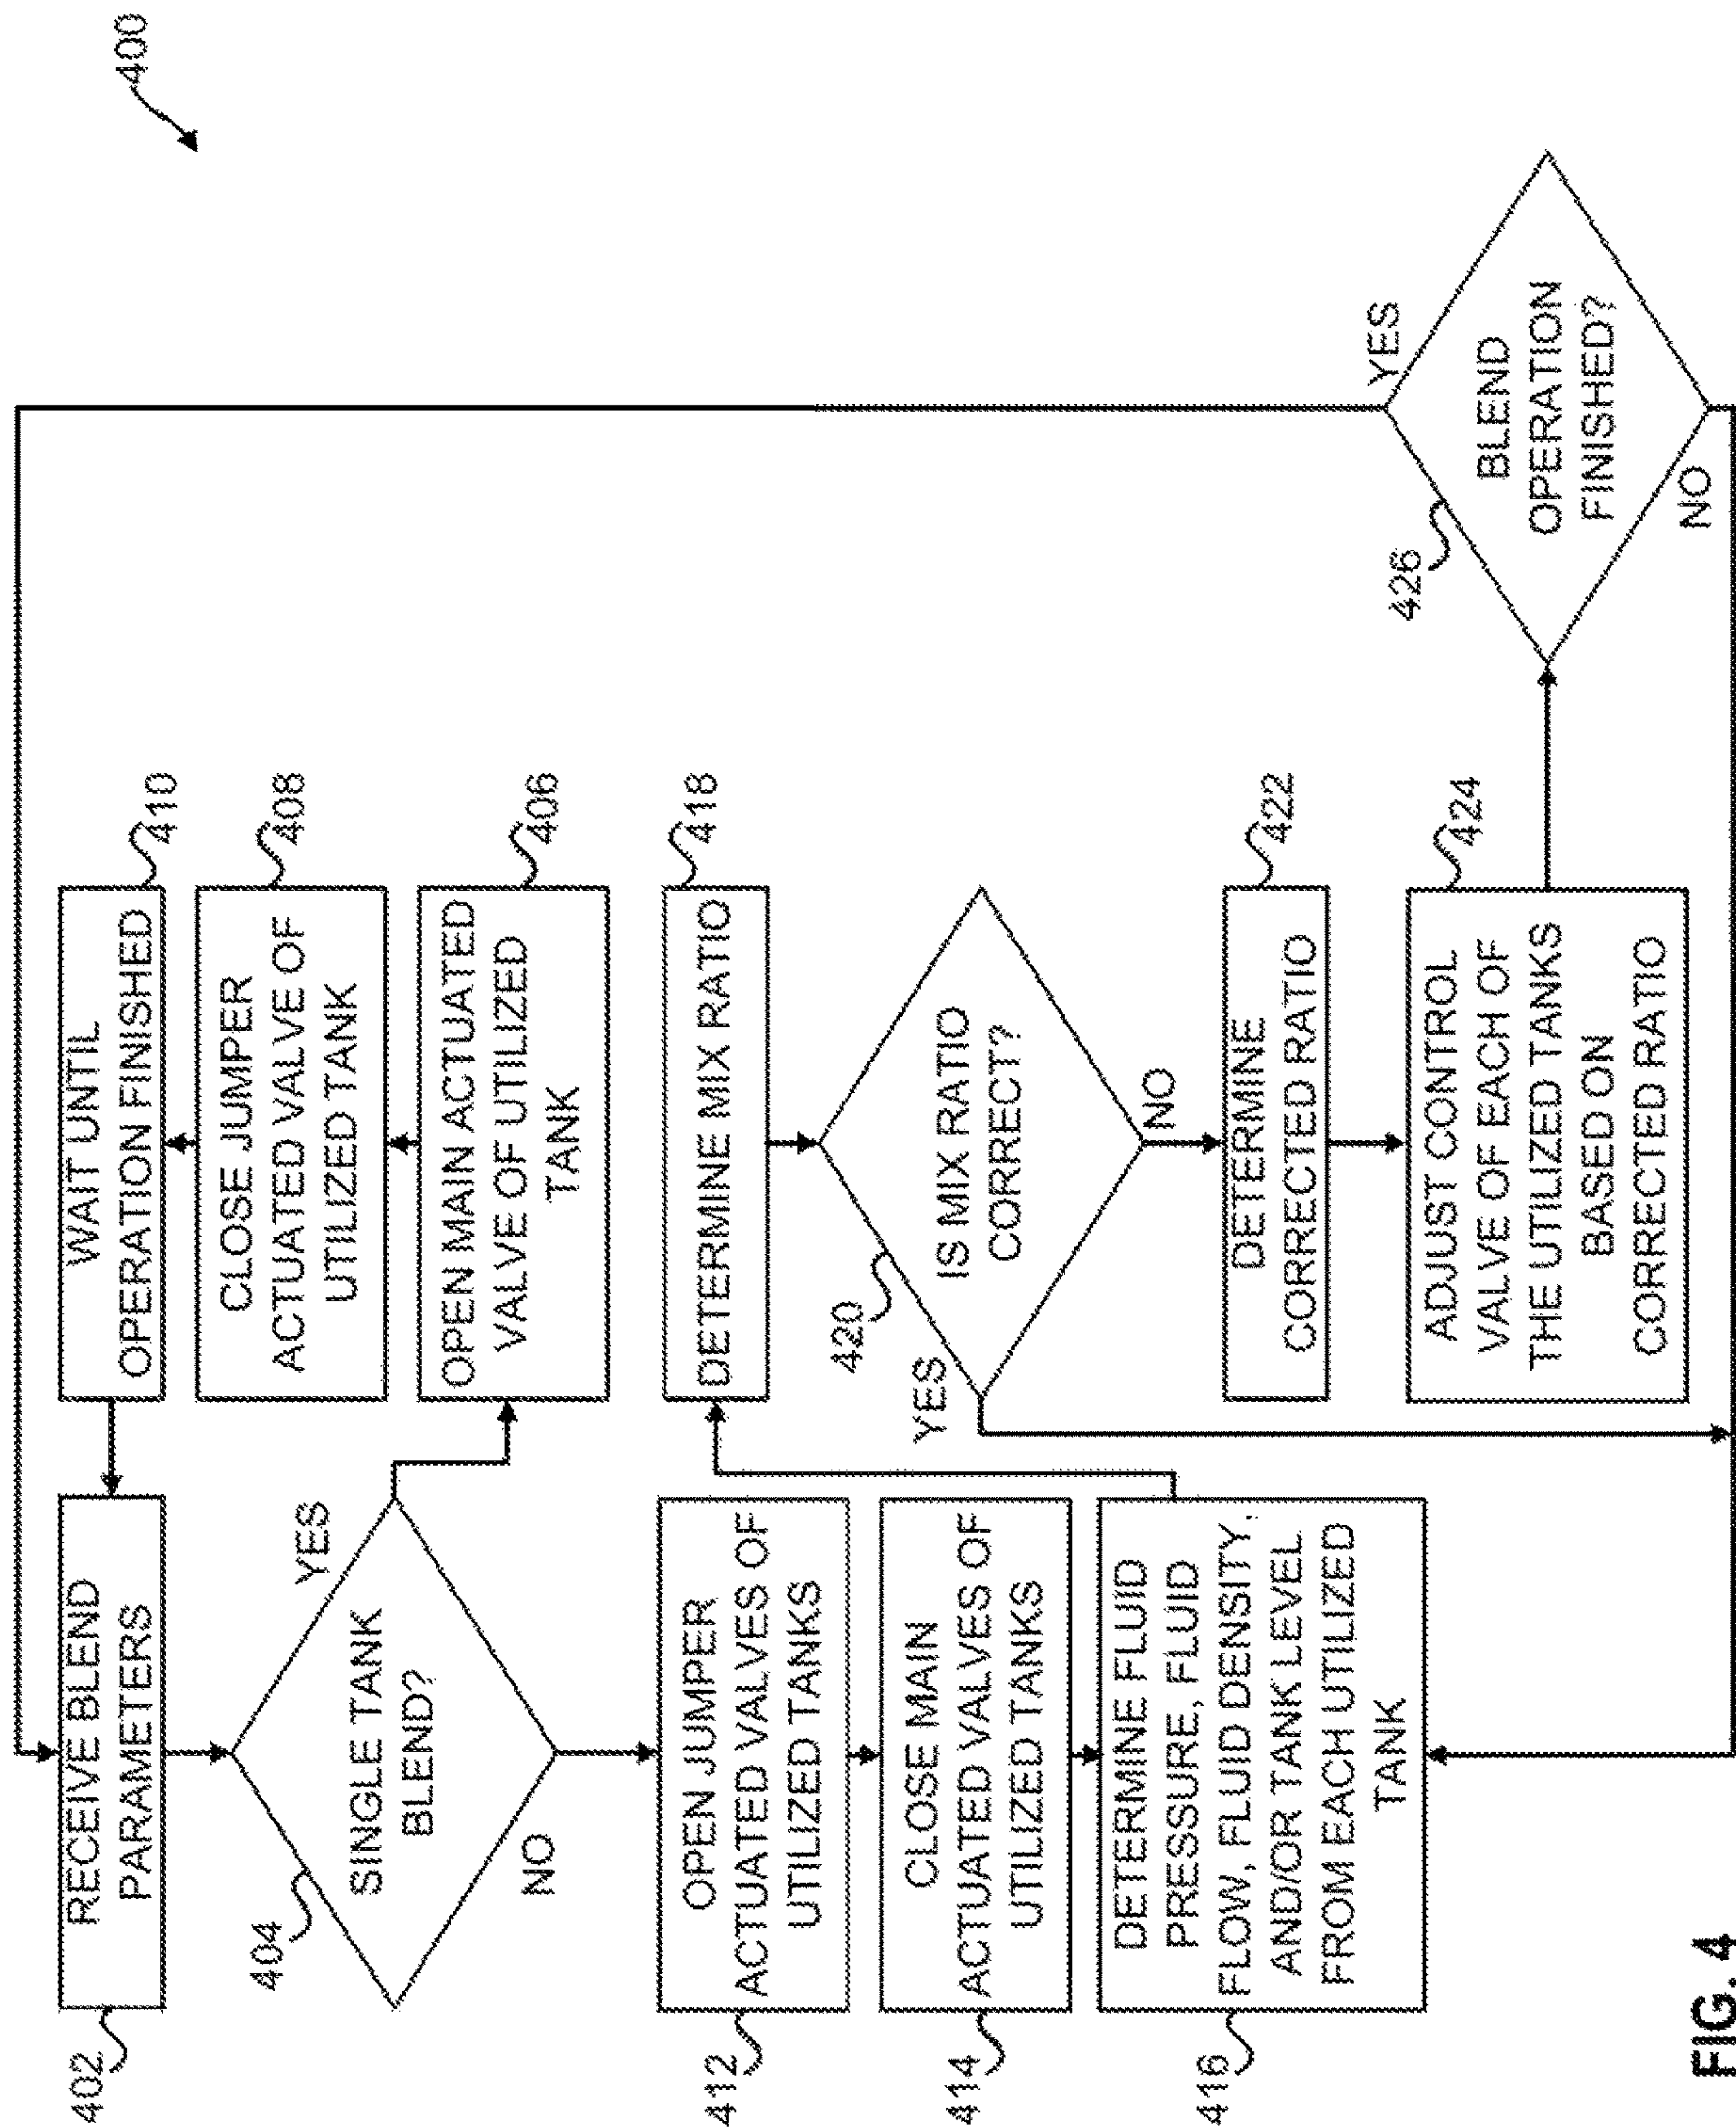 400
402
RECEIVE BLEND
PARAMETERS
404
SINGLE TANK
BLEND?
YES
NO
410
WAIT UNTIL
OPERATION FINISHED
408
CLOSE JUMPER
ACTUATED VALVE OF
UTILIZED TANK
406
OPEN MAIN ACTUATED
VALVE OF UTILIZED
TANK
412
OPEN JUMPER
ACTUATED VALVES OF
UTILIZED TANKS
414
CLOSE MAIN
ACTUATED VALVES OF
UTILIZED TANKS
416
DETERMINE FLUID
PRESSURE, FLUID
FLOW, FLUID DENSITY,
AND/OR TANK LEVEL
FROM EACH UTILIZED
TANK
418
DETERMINE MIX RATIO
420
IS MIX RATIO
CORRECT?
YES
NO
422
DETERMINE
CORRECTED RATIO
424
ADJUST CONTROL
VALVE OF EACH OF
THE UTILIZED TANKS
BASED ON
CORRECTED RATIO
426
BLEND
OPERATION
FINISHED?
YES
NO
FIG. 4